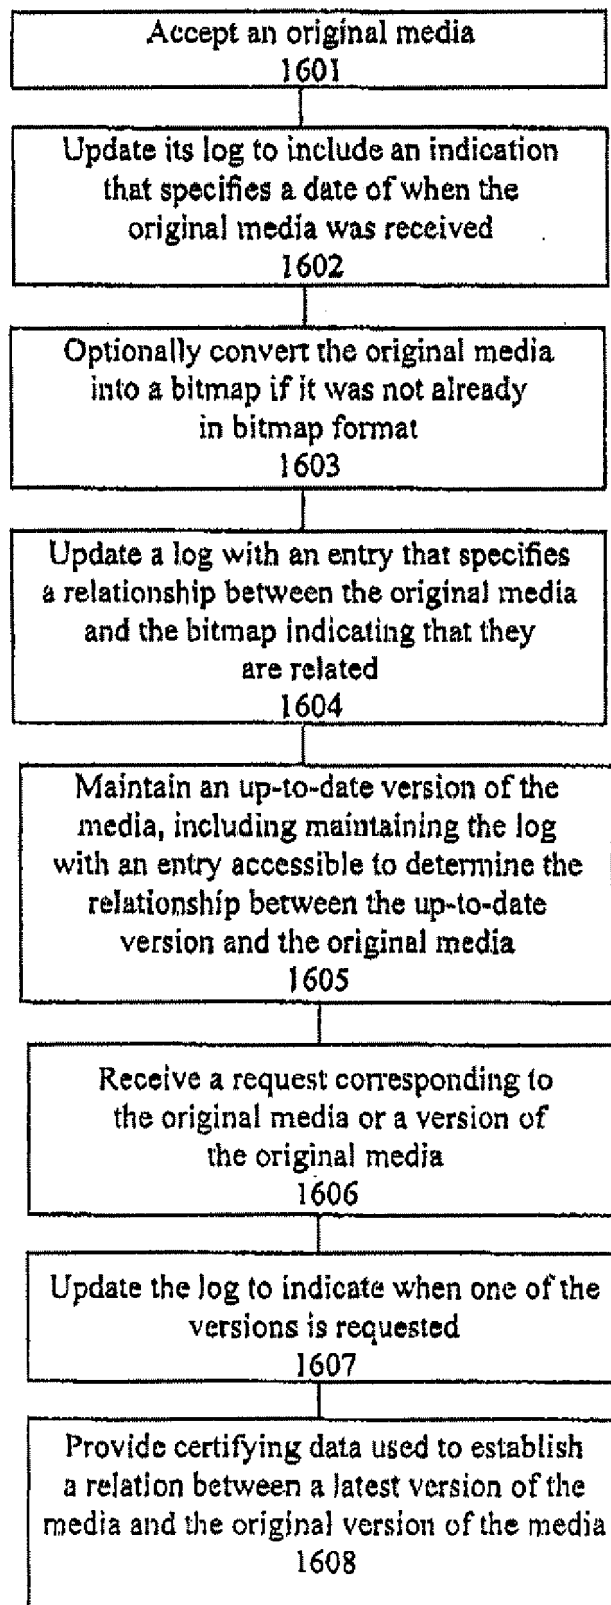 Accept an original media
1601
Update its log to include an indication
that specifies a date of when the
original media was received
1602
Optionally convert the original media
into a bitmap if it was not already
in bitmap format
1603
Update a log with an entry that specifies
a relationship between the original media
and the bitmap indicating that they
are related
1604
Maintain an up-to-date version of the
media, including maintaining the log
with an entry accessible to determine the
relationship between the up-to-date
version and the original media
1605
Receive a request corresponding to
the original media or a version of
the original media
1606
Update the log to indicate when one of the
versions is requested
1607
Provide certifying data used to establish
a relation between a latest version of the
media and the original version of the media
1608